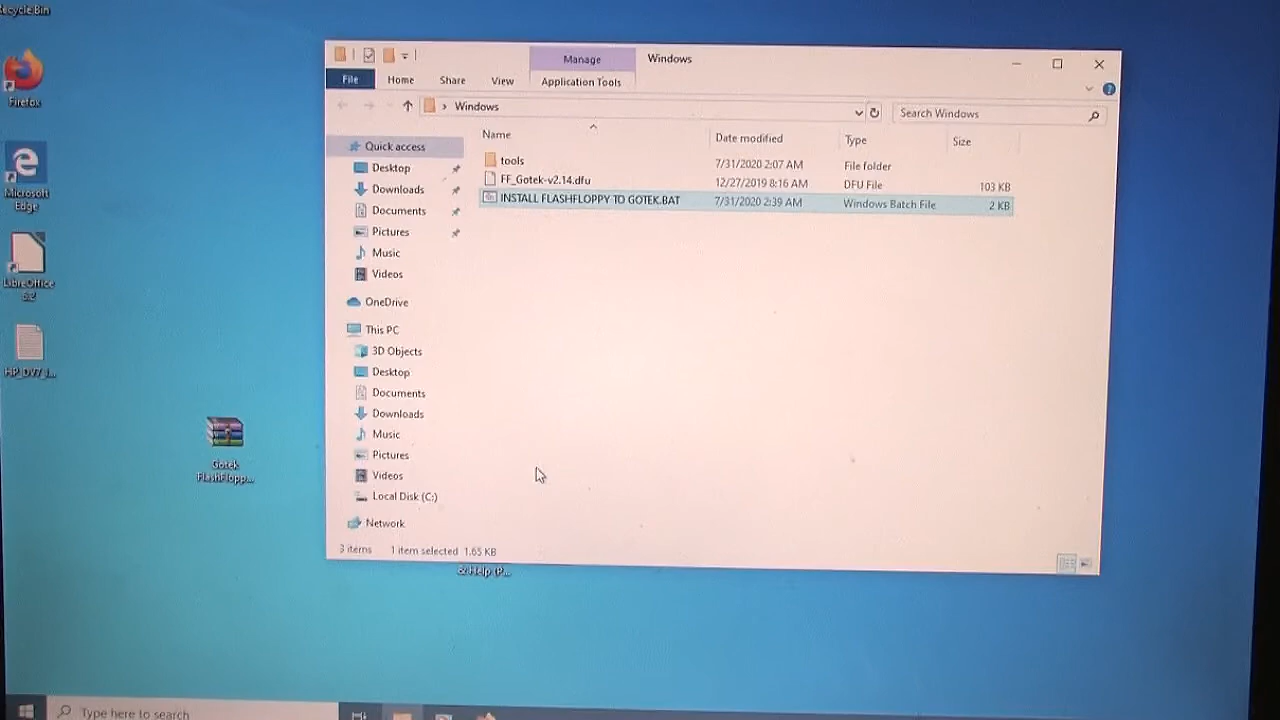 Recycle Bin
Firefox
Microsoft
Edge
LibreOffice
6.2
HP_DV7_I...
Gotek
FlashFlopp...
Manage
Windows
File
Home
Share
View
Application Tools
Windows
Search Windows
Name
Date modified
Type
Size
Quick access
Desktop
Downloads
Documents
Pictures
Music
Videos
OneDrive
This PC
3D Objects
Desktop
Documents
Downloads
Music
Pictures
Videos
Local Disk (C:)
Network
tools 7/31/2020 2:07 AM File folder
FF_Gotek-v2.14.dfu 12/27/2019 8:16 AM DFU File 103 KB
INSTALL FLASHFLOPPY TO GOTEK.BAT 7/31/2020 2:39 AM Windows Batch File 2 KB
3 items 1 item selected 1.65 KB
& Help (P...
Type here to search